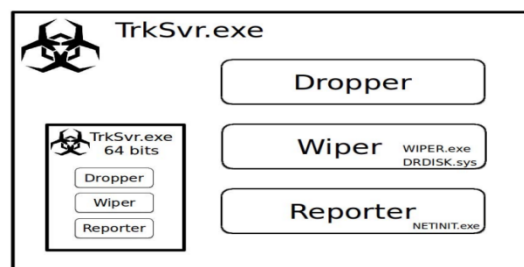 TrkSvr.exe
Dropper
Wiper
WIPER.exe
DRDISK.sys
Reporter
NETINIT.exe
TrkSvr.exe
64 bits
Dropper
Wiper
Reporter